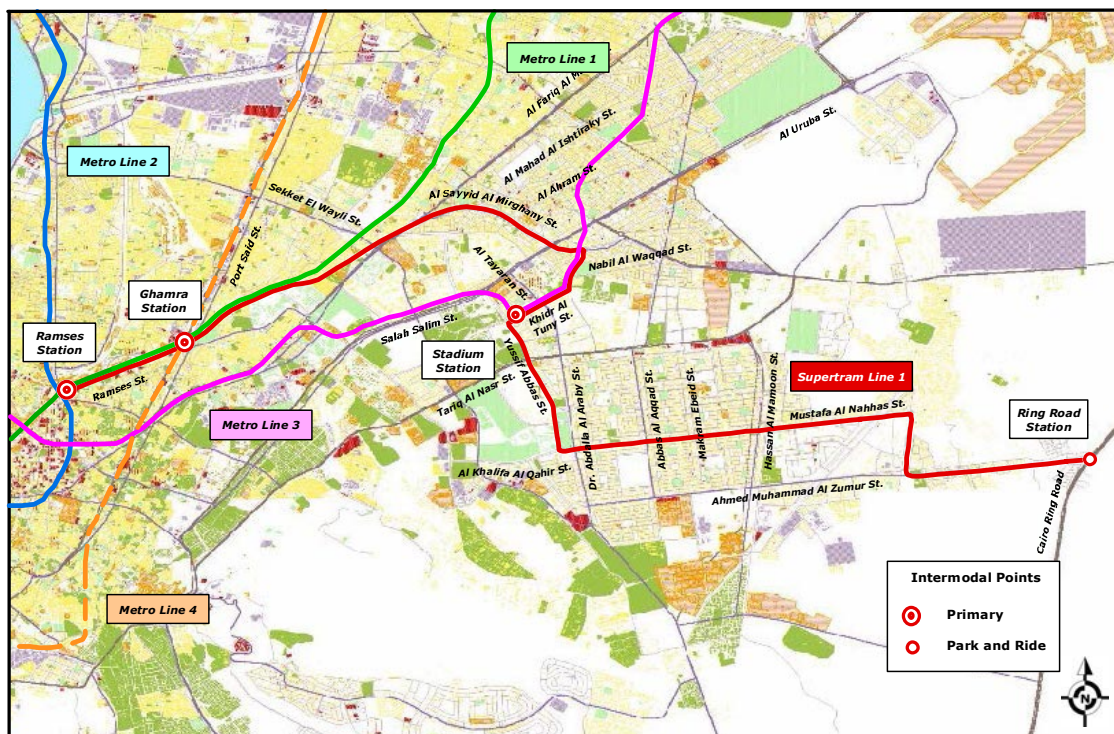 Metro Line 1
Al Fariq Al
Metro Line 2
Al Mahad Al Ishtiraky St.
Al Uruba St.
Sekket El Wayli St.
Al Sayyid Al Mirghany St.
Al Ahram St.
Port Said St.
Al Tayaran St.
Nabil Al Waqqad St.
Ghamra
Station
Ramses
Station
Khidr Al
Tuny St.
Salah Salim St.
Stadium
Station
Yussif Abbas St.
Ramses St.
Tariq Al Nasr St.
Supertram Line 1
Metro Line 3
Dr. Abdulla Al Araby St.
Abbas Al Aqqad St.
Makram Ebeid St.
Hassan Al Mamoon St.
Mustafa Al Nahhas St.
Ring Road
Station
Al Khalifa Al Qahir St.
Ahmed Muhammad Al Zumur St.
Cairo Ring Road
Metro Line 4
Intermodal Points
Primary
Park and Ride
N